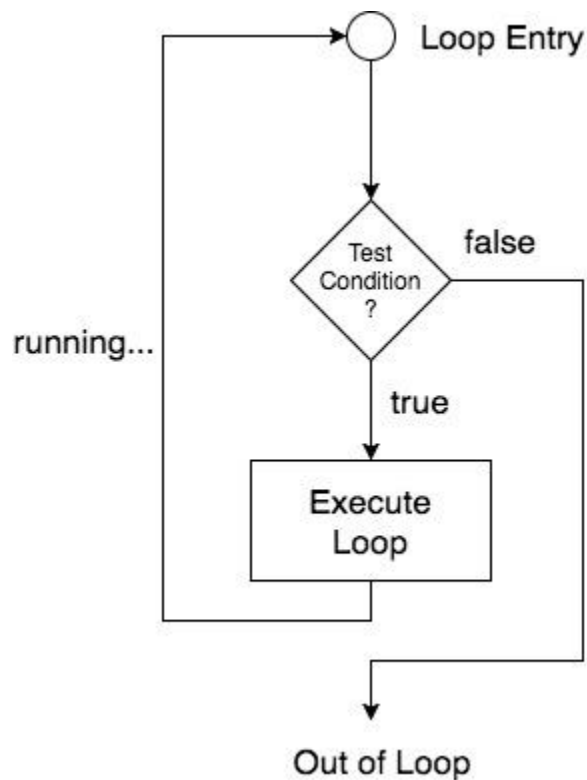 Loop Entry
Test
Condition
?
false
running...
true
Execute
Loop
Out of Loop